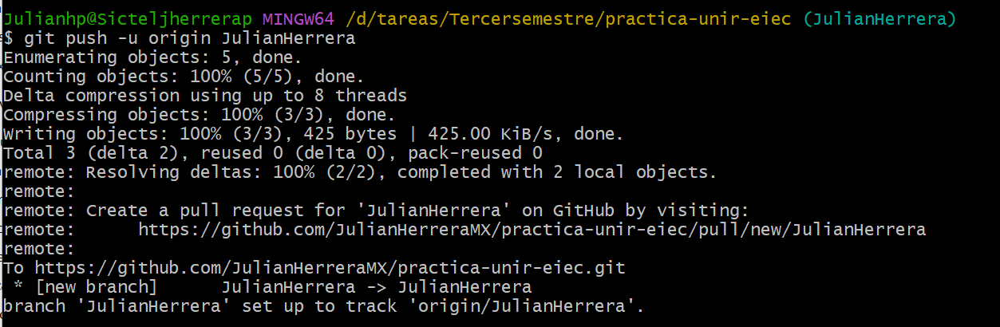 Julianhp@Sicteljherrerap MINGW64 /d/tareas/Tercersemestre/practica-unir-eiec (JulianHerrera)
$ git push -u origin JulianHerrera
Enumerating objects: 5, done.
Counting objects: 100% (5/5), done.
Delta compression using up to 8 threads
Compressing objects: 100% (3/3), done.
Writing objects: 100% (3/3), 425 bytes | 425.00 KiB/s, done.
Total 3 (delta 2), reused 0 (delta 0), pack-reused 0
remote: Resolving deltas: 100% (2/2), completed with 2 local objects.
remote:
remote: Create a pull request for 'JulianHerrera' on GitHub by visiting:
remote:      https://github.com/JulianHerreraMX/practica-unir-eiec/pull/new/JulianHerrera
remote:
To https://github.com/JulianHerreraMX/practica-unir-eiec.git
 * [new branch]      JulianHerrera -> JulianHerrera
branch 'JulianHerrera' set up to track 'origin/JulianHerrera'.